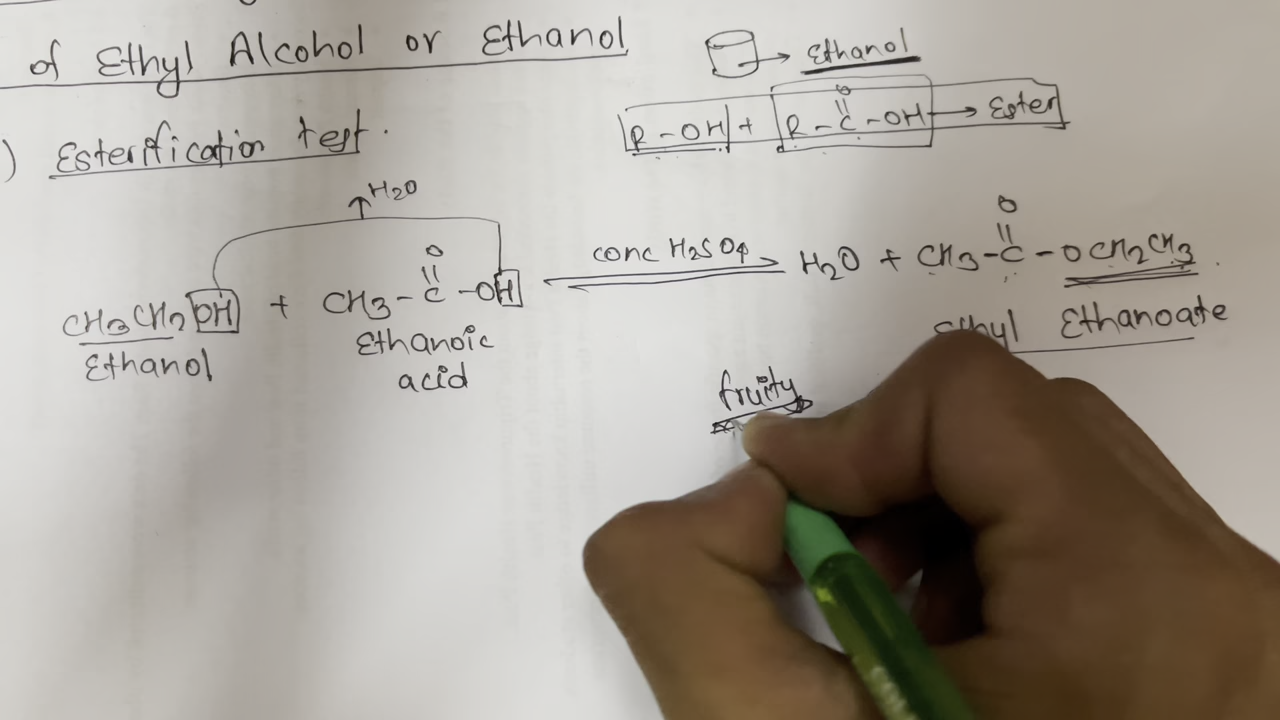 of Ethyl Alcohol or Ethanol
→ Ethanol
R-OH + R-C-OH → Ester
O
) Esterification test.
↑H2O
CH3CH2OH + CH3-C-OH conc H2SO4 H2O + CH3-C-OCH2CH3
O
O
Ethanol
Ethanoic
acid
Ethanoate
fruity